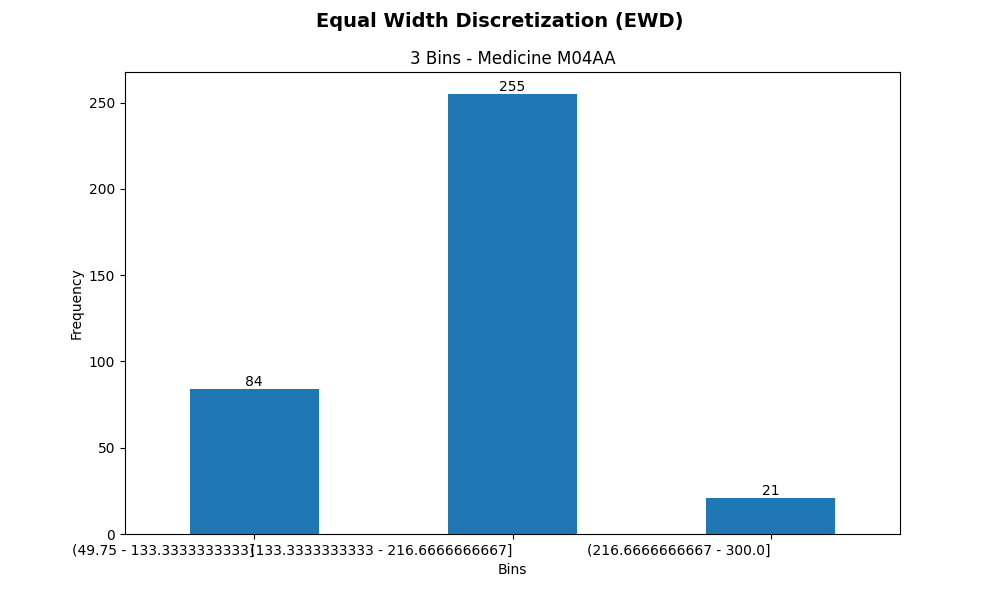 Equal Width Discretization (EWD)
3 Bins - Medicine M04AA
255
250
200
150
100
84
50
21
0
Frequency
(49.75 - 133.3333333333]
(133.3333333333 - 216.6666666667]
(216.6666666667 - 300.0]
Bins